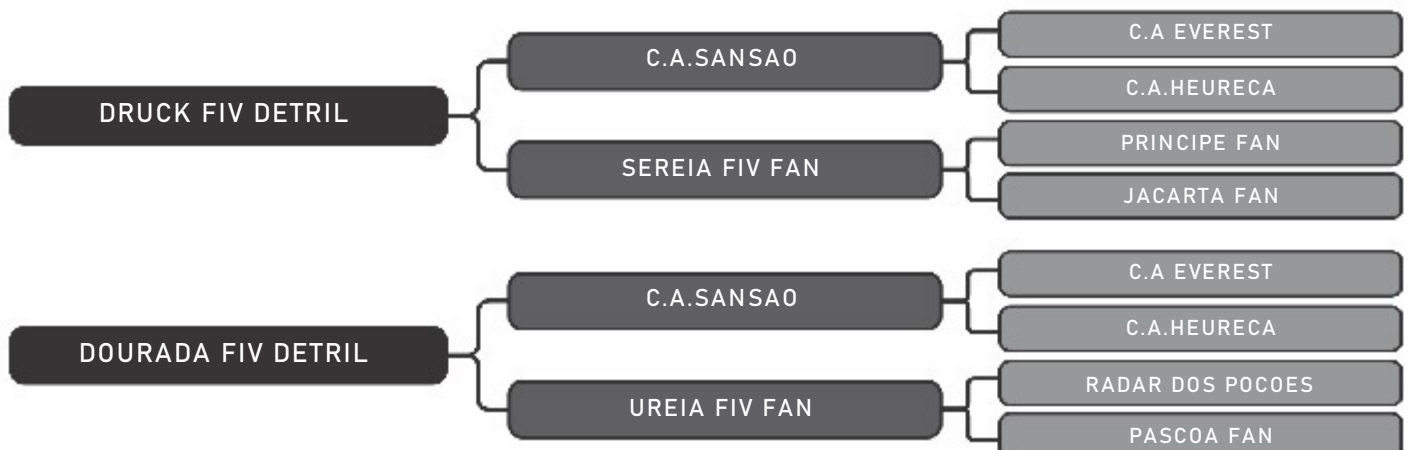 C.A EVEREST
C.A.SANSAO
C.A.HEURECA
DRUCK FIV DETRIL
PRINCIPE FAN
SEREIA FIV FAN
JACARTA FAN
C.A EVEREST
C.A.SANSAO
C.A.HEURECA
DOURADA FIV DETRIL
RADAR DOS POCOES
UREIA FIV FAN
PASCOA FAN